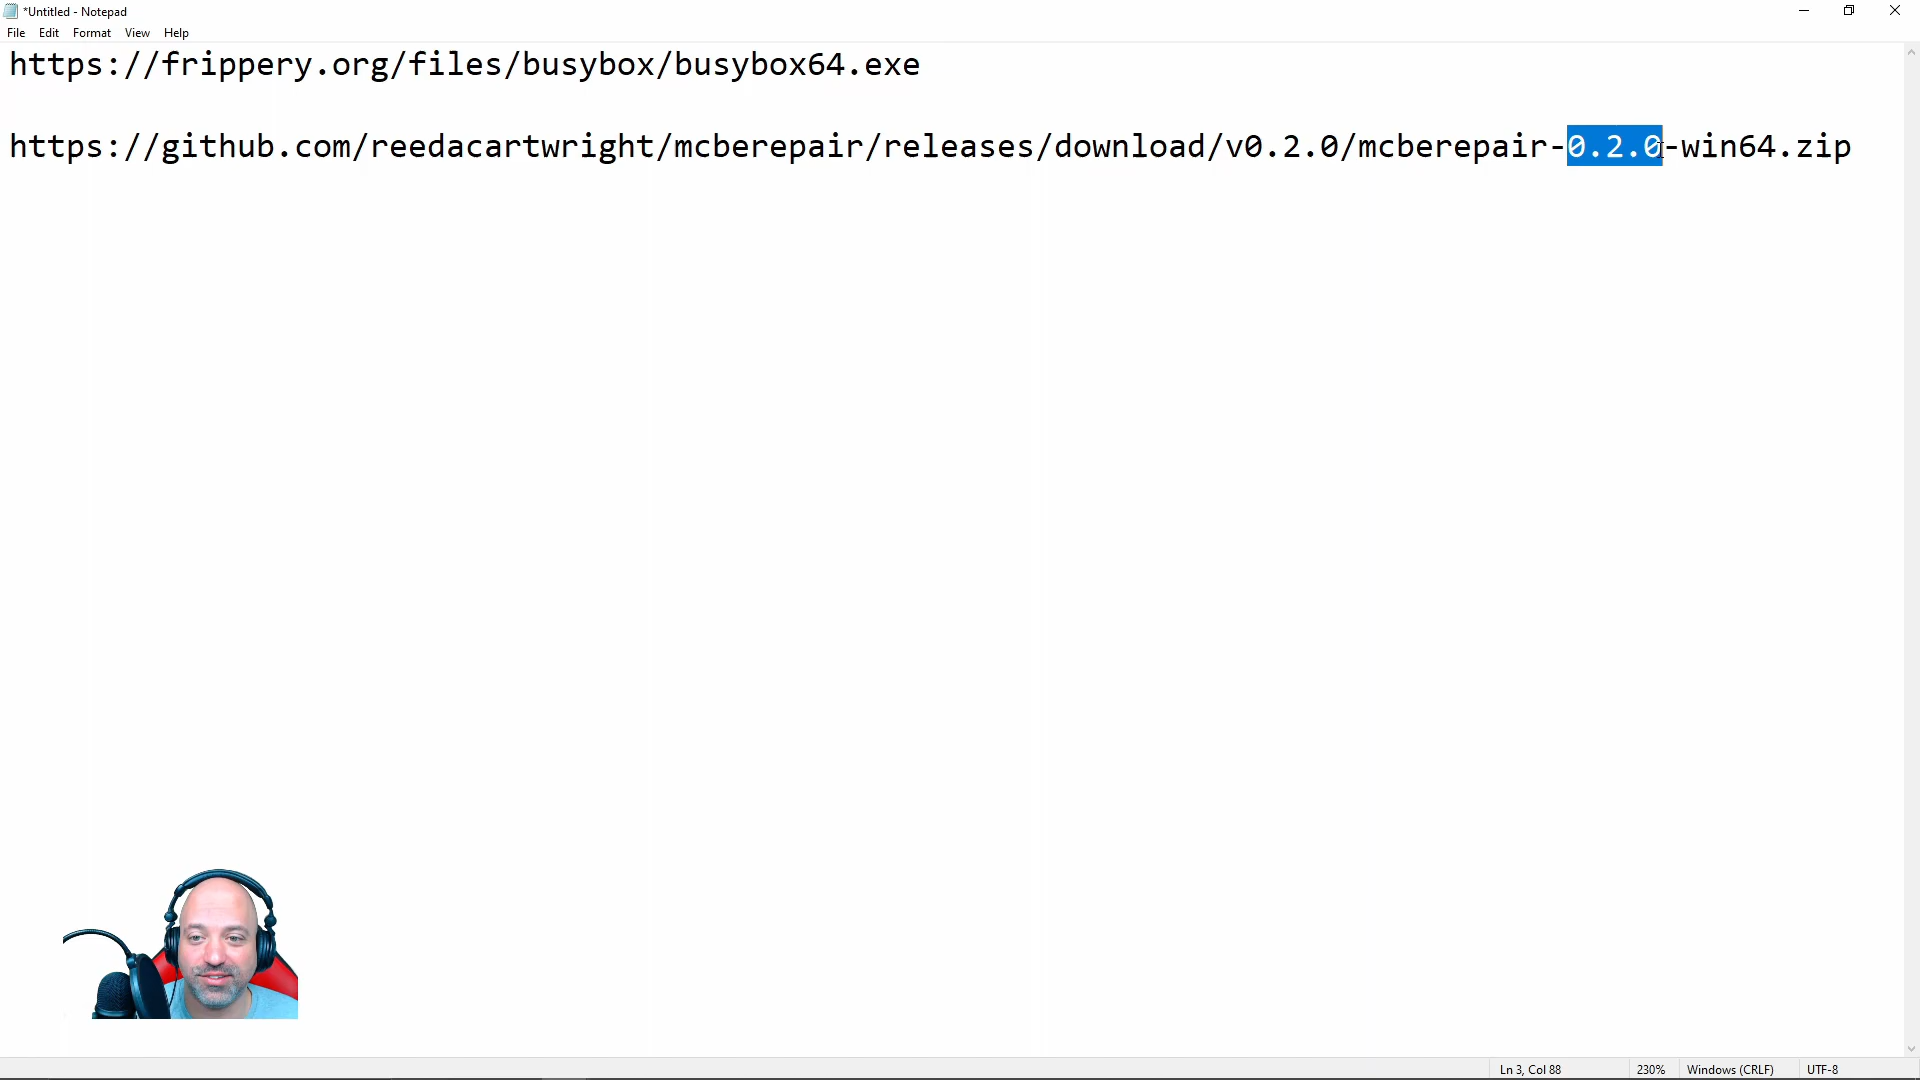 *Untitled - Notepad
File Edit Format View Help
https://frippery.org/files/busybox/busybox64.exe
https://github.com/reedacartwright/mcberepair/releases/download/v0.2.0/mcberepair-0.2.0-win64.zip
Ln 3, Col 88 230% Windows (CRLF) UTF-8